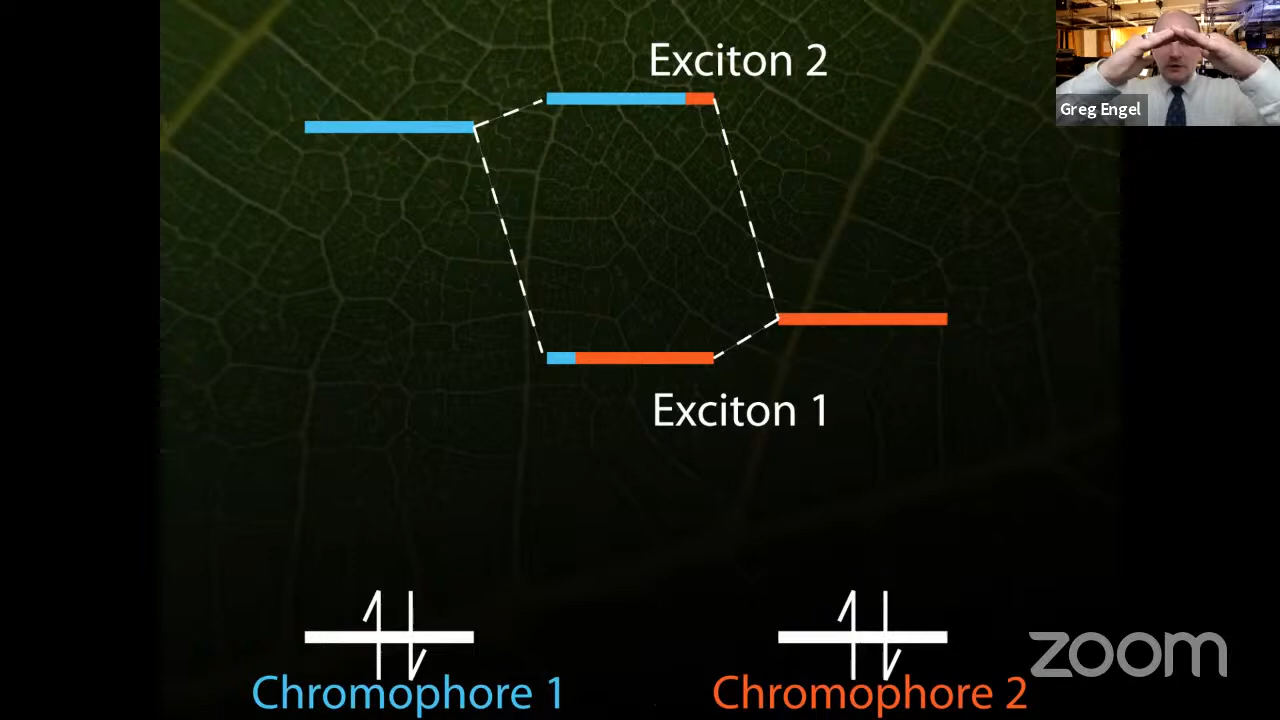 Exciton 2
Greg Engel
Exciton 1
zoom
Chromophore 1
Chromophore 2